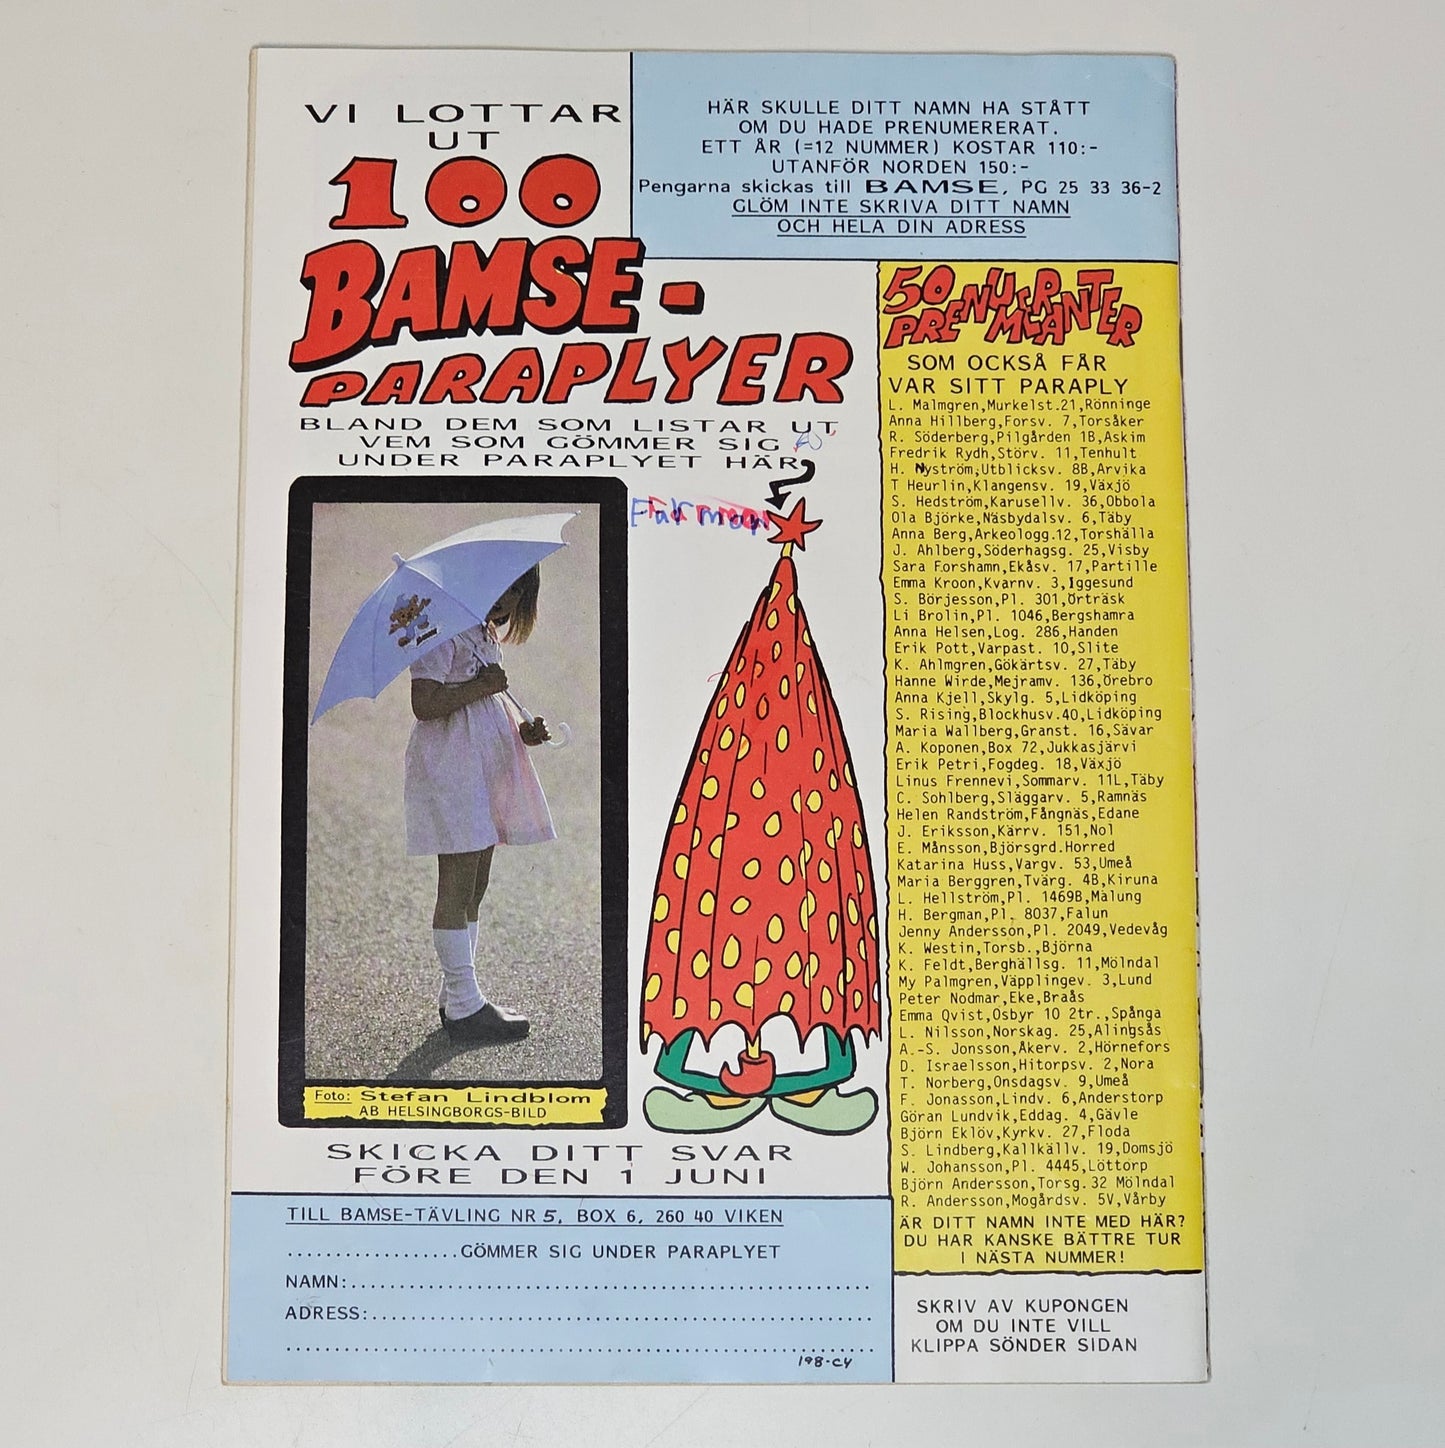 VI LOTTAR
UT
100
BAMSE-
PARAPLYER
BLAND DEM SOM LISTAR UT
VEM SOM GÖMMER SIG
UNDER PARAPLYET HÄR
Foto: Stefan Lindblom
AB HELSINGBORGS-BILD
SKICKA DITT SVAR
FÖRE DEN 1 JUNI
HÄR SKULLE DITT NAMN HA STÅTT
OM DU HADE PRENUMERERAT.
ETT ÅR (=12 NUMMER) KOSTAR 110:-
UTANFÖR NORDEN 150:-
Pengarna skickas till BAMSE, PG 25 33 36-2
GLÖM INTE SKRIVA DITT NAMN
OCH HELA DIN ADRESS
50
PRENUMERANTER
SOM OCKSÅ FÅR
VAR SITT PARAPLY
L. Malmgren,Murkelst.21,Rönninge
Anna Hillberg,Forsv. 7,Torsåker
R. Söderberg,Pilgården 1B,Askim
Fredrik Rydh,Störv. 11,Tenhult
H. Nyström,Utblicksv. 8B,Arvika
T Heurlin,Klangensv. 19,Växjö
S. Hedström,Karusellv. 36,Obbola
Ola Björke,Näsbydalsv. 6,Täby
Anna Berg,Arkeologg.12,Torshälla
J. Ahlberg,Söderhagsg. 25,Visby
Sara Forshamn,Ekåsv. 17,Partille
Emma Kroon,Kvarnv. 3,Iggesund
S. Börjesson,Pl. 301,Örträsk
Li Brolin,Pl. 1046,Bergshamra
Anna Helsen,Log. 286,Handen
Erik Pott,Varpast. 10,Slite
K. Ahlmgren,Gökärtsv. 27,Täby
Hanne Wirde,Mejramv. 136,Örebro
Anna Kjell,Skylg. 5,Lidköping
S. Rising,Blockhusv.40,Lidköping
Maria Wallberg,Granst. 16,Sävar
A. Koponen,Box 72,Jukkasjärvi
Erik Petri,Fogdeg. 18,Växjö
Linus Frennevi,Sommarv. 11L,Täby
C. Sohlberg,Släggarv. 5,Ramnäs
Helen Randström,Fångnäs,Edane
J. Eriksson,Kärrv. 151,Nol
E. Månsson,Björsgrd.Horred
Katarina Huss,Vargv. 53,Umeå
Maria Berggren,Tvärg. 4B,Kiruna
L. Hellström,Pl. 1469B,Malung
H. Bergman,Pl. 8037,Falun
Jenny Andersson,Pl. 2049,Vedevåg
K. Westin,Torsb.,Björna
K. Feldt,Berghällsg. 11,Mölndal
My Palmgren,Väpplingev. 3,Lund
Peter Nodmar,Eke,Braås
Emma Qvist,Osbyr 10 2tr.,Spånga
L. Nilsson,Norskag. 25,Alingsås
A.-S. Jonsson,Åkerv. 2,Hörnefors
D. Israelsson,Hitorpsv. 2,Nora
T. Norberg,Onsdagsv. 9,Umeå
F. Jonasson,Lindv. 6,Anderstorp
Göran Lundvik,Eddag. 4,Gävle
Björn Eklöv,Kyrkv. 27,Floda
S. Lindberg,Kallkällv. 19,Domsjö
W. Johansson,Pl. 4445,Löttorp
Björn Andersson,Torsg.32 Mölndal
R. Andersson,Mogårdsv. 5V,Vårby
ÄR DITT NAMN INTE MED HÄR?
DU HAR KANSKE BÄTTRE TUR
I NÄSTA NUMMER!
TILL BAMSE-TÄVLING NR 5, BOX 6, 260 40 VIKEN
..................GÖMMER SIG UNDER PARAPLYET
NAMN:
ADRESS:
198-C4
SKRIV AV KUPONGEN
OM DU INTE VILL
KLIPPA SÖNDER SIDAN